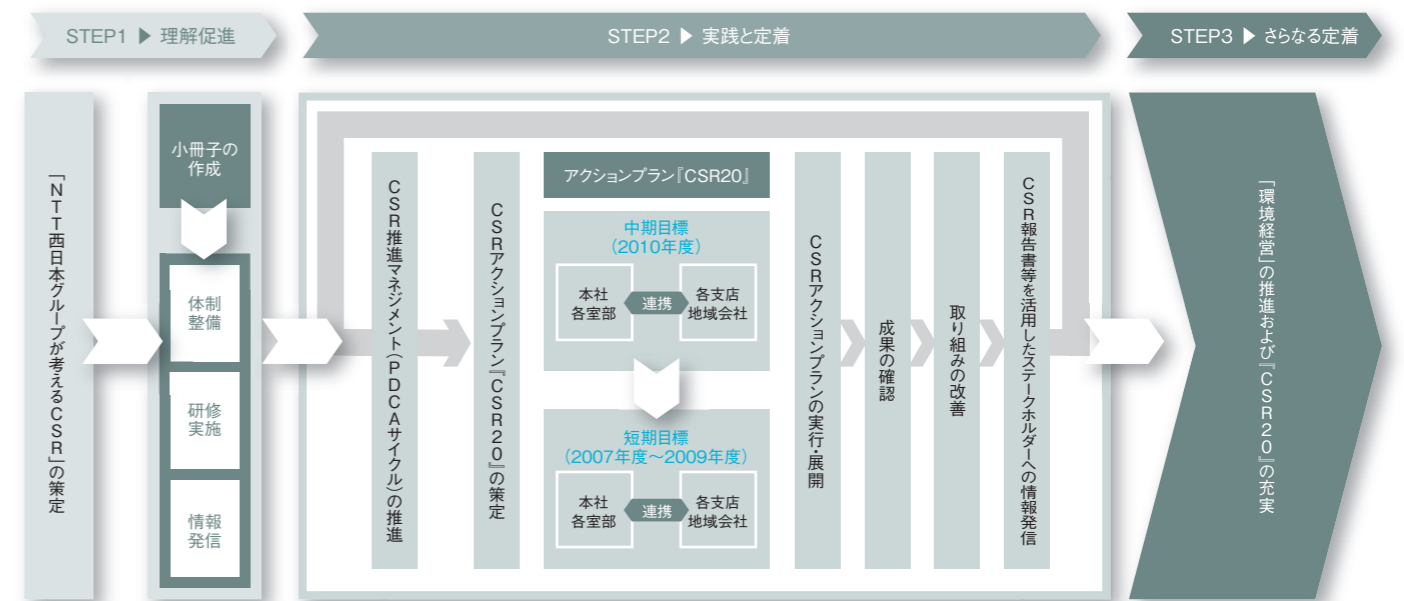 STEP1 ▶ 理解促進
STEP2 ▶ 実践と定着
STEP3 ▶ さらなる定着
「NTT西日本グループが考えるCSR」の策定
小冊子の
作成
体制
整備
研修
実施
情報
発信
CSR推進マネジメント(PDCAサイクル)の推進
CSRアクションプラン『CSR20』の策定
アクションプラン『CSR20』
中期目標
(2010年度)
本社
各室部
連携
各支店
地域会社
短期目標
(2007年度～2009年度)
本社
各室部
連携
各支店
地域会社
CSRアクションプランの実行・展開
成果の確認
取り組みの改善
CSR報告書等を活用したステークホルダーへの情報発信
「環境経営」の推進および『CSR20』の充実